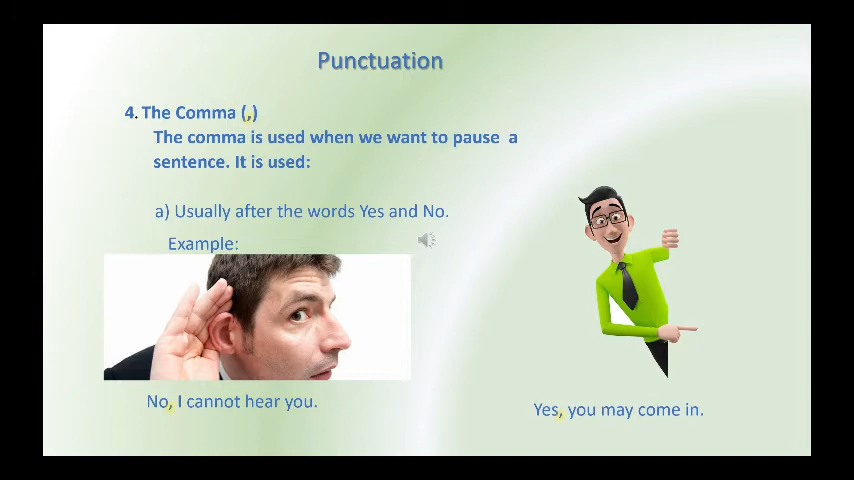 Punctuation
4. The Comma (,)
The comma is used when we want to pause a
sentence. It is used:
a) Usually after the words Yes and No.
Example:
No, I cannot hear you.
Yes, you may come in.